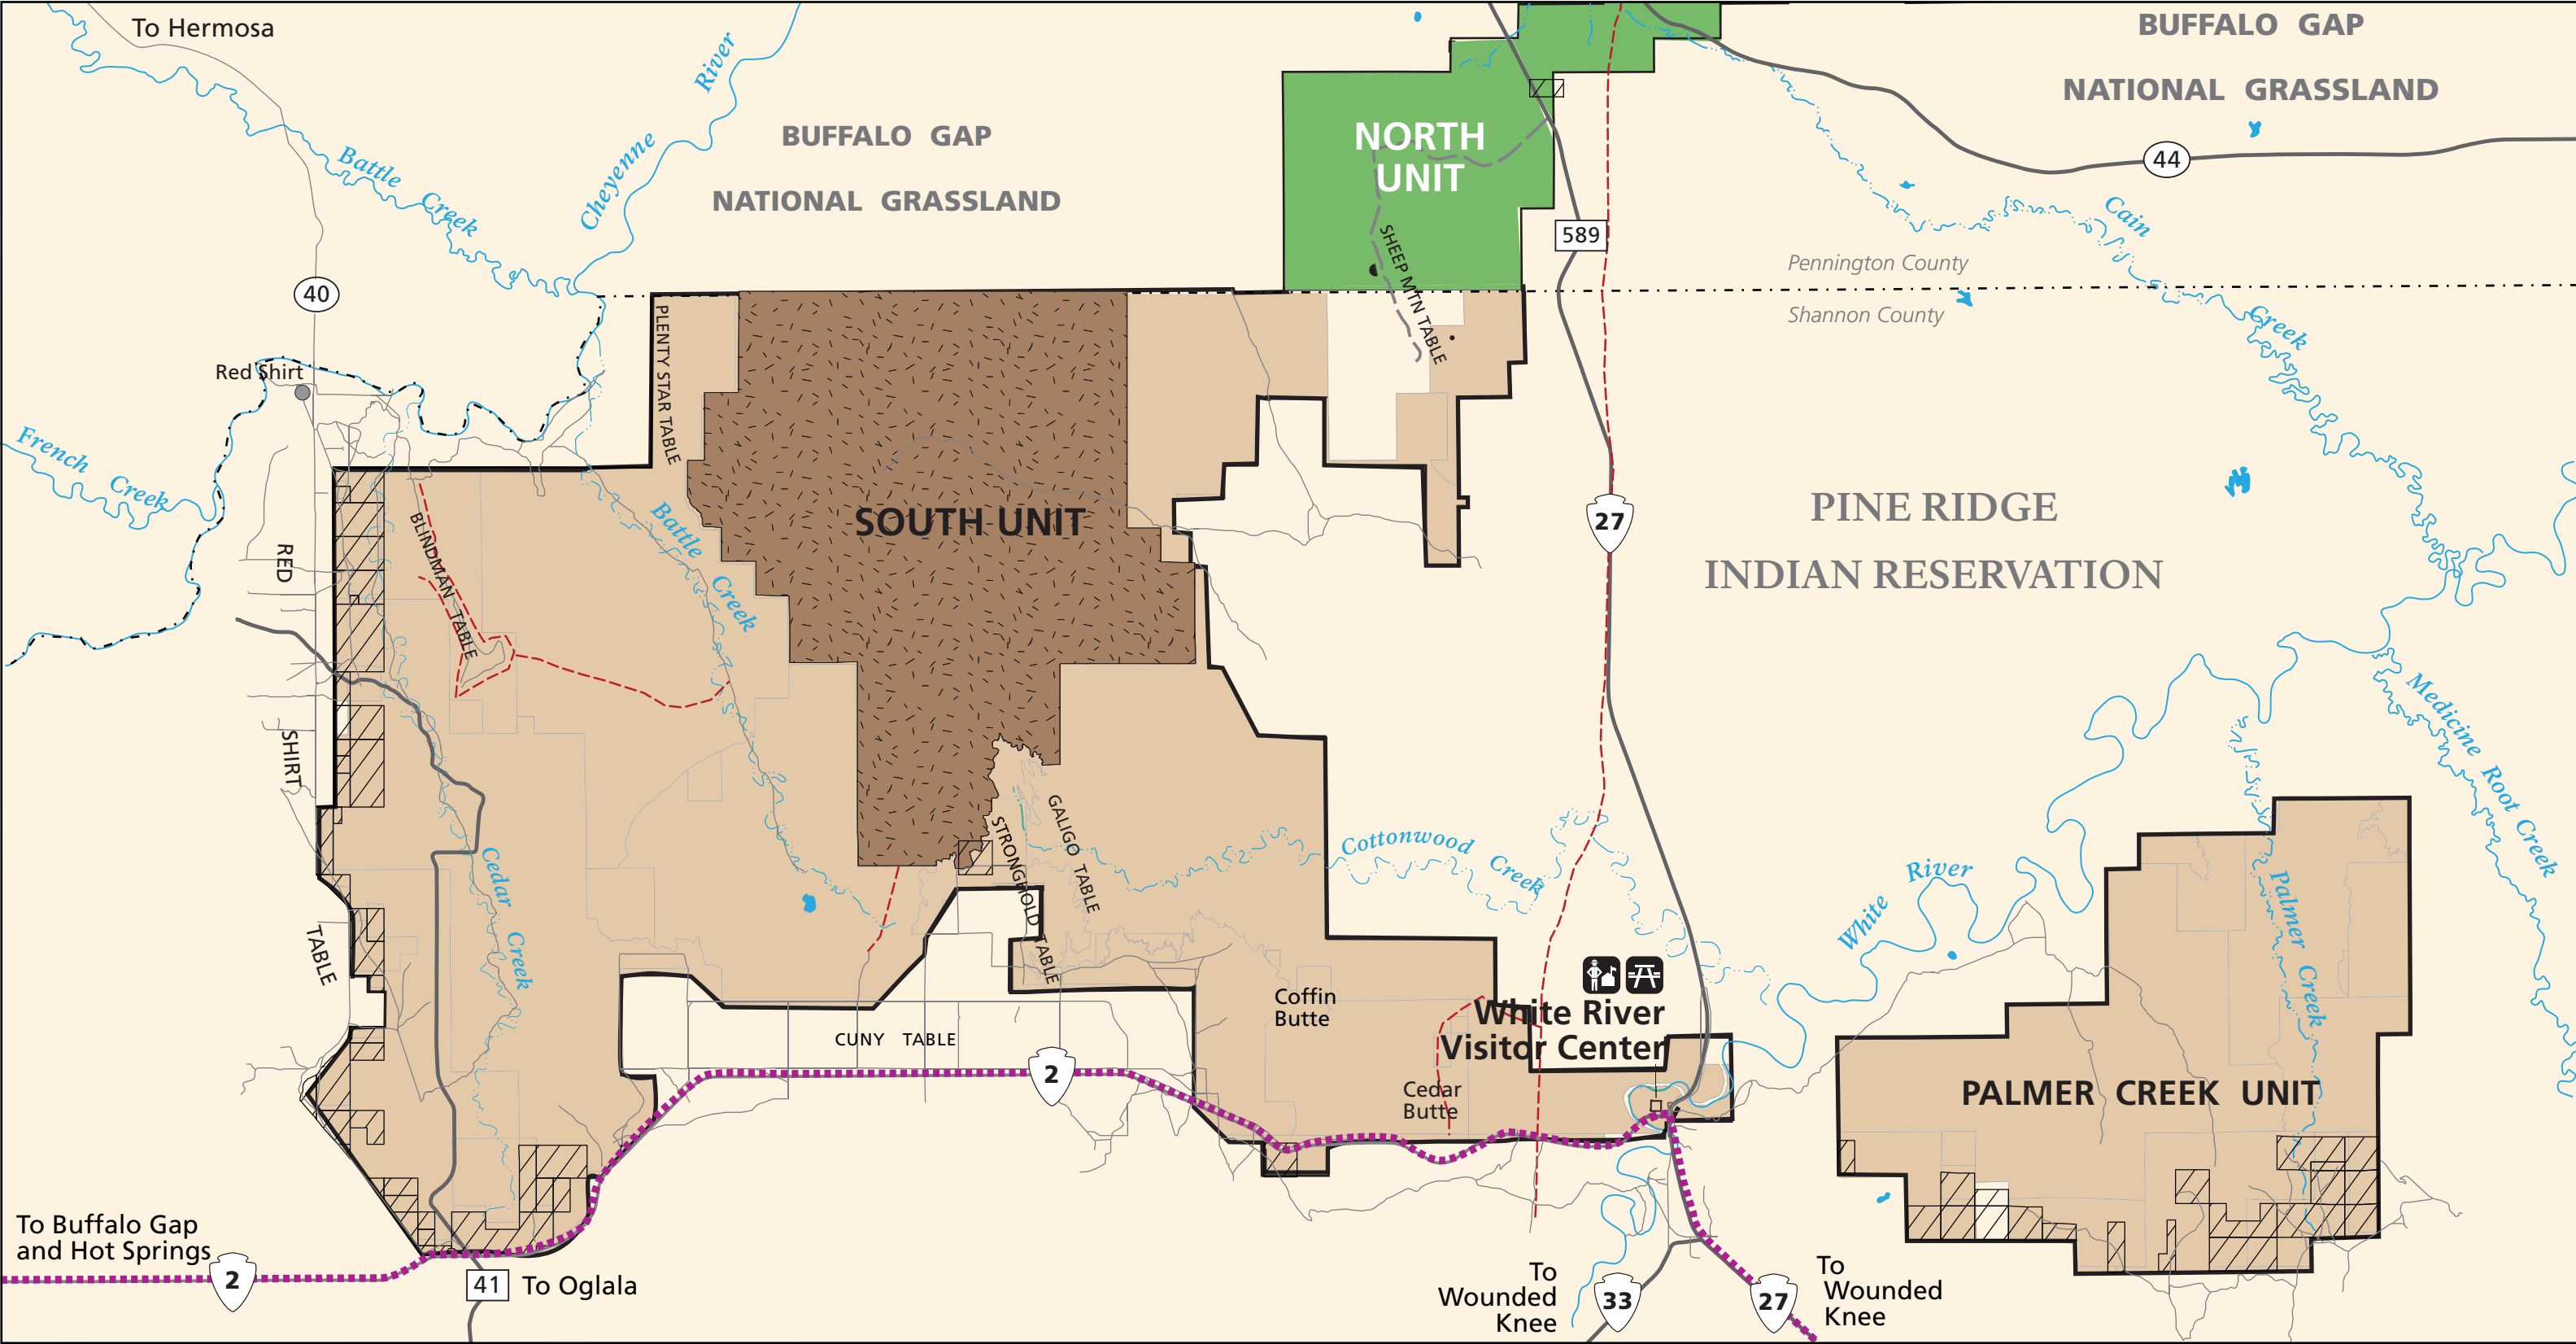 To Hermosa
BUFFALO GAP
NATIONAL GRASSLAND
River
Cheyenne
BUFFALO GAP
NATIONAL GRASSLAND
Battle
Creek
NORTH
UNIT
44
Cain
Creek
589
SHEEP MTN TABLE
Pennington County
Shannon County
40
Red Shirt
PLENTY STAR TABLE
French
Creek
SOUTH UNIT
Battle
Creek
27
PINE RIDGE
INDIAN RESERVATION
BLINDMAN TABLE
RED
SHIRT
TABLE
Medicine Root Creek
GALIGO TABLE
STRONGHOLD TABLE
Cottonwood Creek
Cedar
Creek
White River
Palmer
Creek
Coffin
Butte
White River
Visitor Center
CUNY TABLE
2
Cedar
Butte
PALMER CREEK UNIT
To Buffalo Gap
and Hot Springs
2
41
To Oglala
To
Wounded
Knee
33
27
To
Wounded
Knee